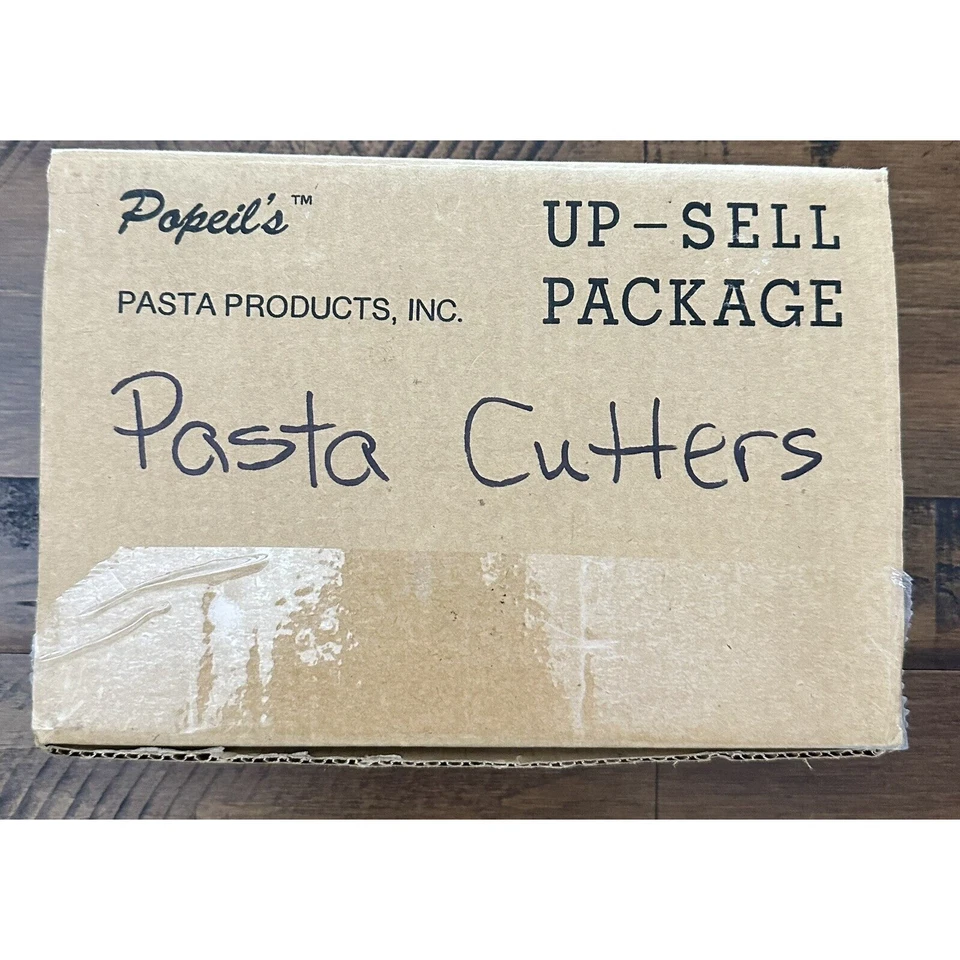 Popeil's™
PASTA PRODUCTS, INC.
UP-SELL
PACKAGE
Pasta Cutters